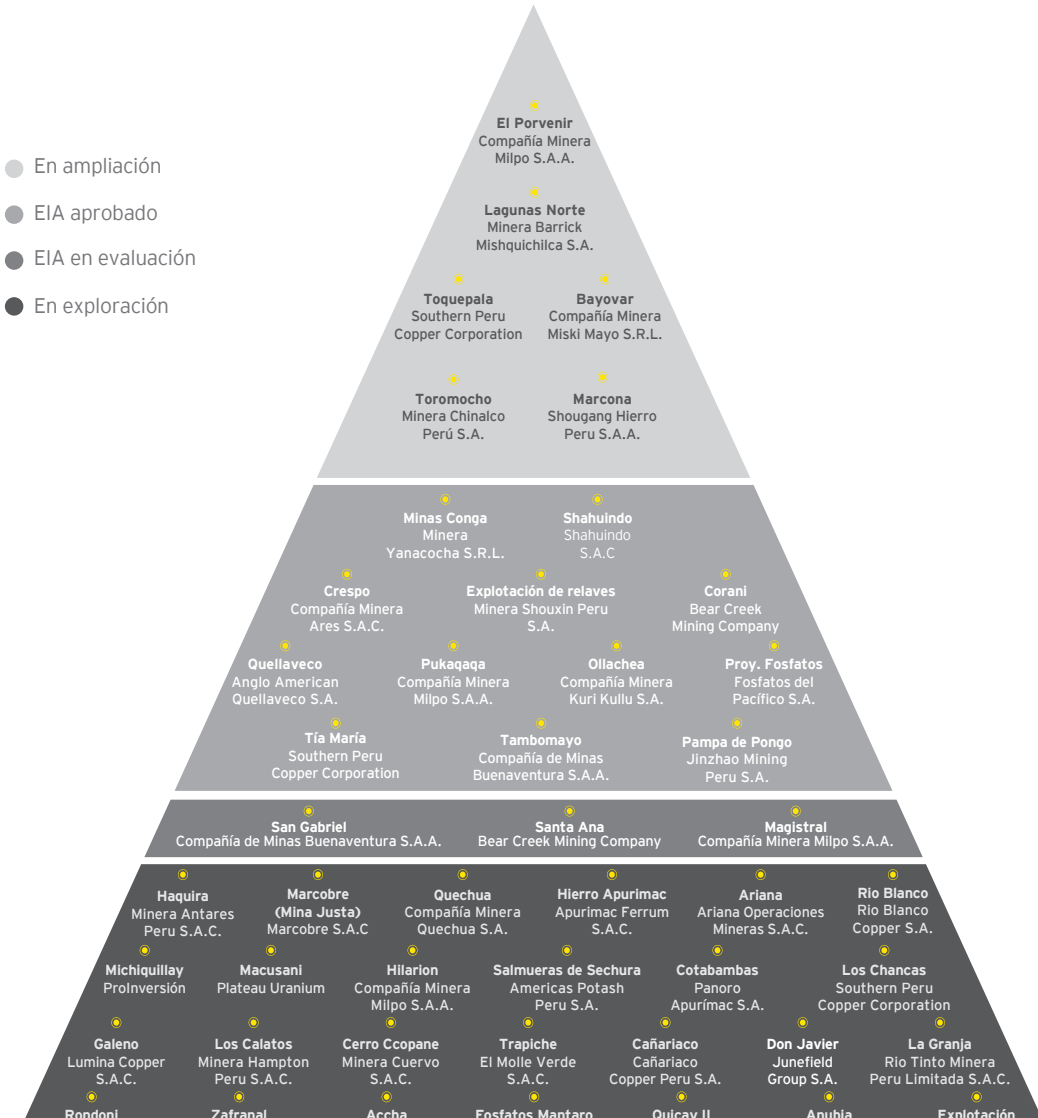 En ampliación
EIA aprobado
EIA en evaluación
En exploración
El Porvenir
Compañía Minera
Milpo S.A.A.
Lagunas Norte
Minera Barrick
Mishquichilca S.A.
Toquepala
Southern Peru
Copper Corporation
Bayovar
Compañía Minera
Miski Mayo S.R.L.
Toromocho
Minera Chinalco
Perú S.A.
Marcona
Shougang Hierro
Peru S.A.A.
Minas Conga
Minera
Yanacocha S.R.L.
Shahuindo
Shahuindo
S.A.C
Crespo
Compañía Minera
Ares S.A.C.
Explotación de relaves
Minera Shouxin Peru
S.A.
Corani
Bear Creek
Mining Company
Quellaveco
Anglo American
Quellaveco S.A.
Pukaqaqa
Compañía Minera
Milpo S.A.A.
Ollachea
Compañía Minera
Kuri Kullu S.A.
Proy. Fosfatos
Fosfatos del
Pacífico S.A.
Tía María
Southern Peru
Copper Corporation
Tambomayo
Compañía de Minas
Buenaventura S.A.A.
Pampa de Pongo
Jinzhao Mining
Peru S.A.
San Gabriel
Compañía de Minas Buenaventura S.A.A.
Santa Ana
Bear Creek Mining Company
Magistral
Compañía Minera Milpo S.A.A.
Haquira
Minera Antares
Peru S.A.C.
Marcobre
(Mina Justa)
Marcobre S.A.C
Quechua
Compañía Minera
Quechua S.A.
Hierro Apurimac
Apurimac Ferrum
S.A.C.
Ariana
Ariana Operaciones
Mineras S.A.C.
Rio Blanco
Rio Blanco
Copper S.A.
Michiquillay
ProInversión
Macusani
Plateau Uranium
Hilarion
Compañía Minera
Milpo S.A.A.
Salmueras de Sechura
Americas Potash
Peru S.A.
Cotabambas
Panoro
Apurímac S.A.
Los Chancas
Southern Peru
Copper Corporation
Galeno
Lumina Copper
S.A.C.
Los Calatos
Minera Hampton
Peru S.A.C.
Cerro Ccopane
Minera Cuervo
S.A.C.
Trapiche
El Molle Verde
S.A.C.
Cañariaco
Cañariaco
Copper Peru S.A.
Don Javier
Junefield
Group S.A.
La Granja
Rio Tinto Minera
Peru Limitada S.A.C.
Rondoni
Zafranal
Accha
Fosfatos Mantaro
Quicay II
Anubia
Explotación